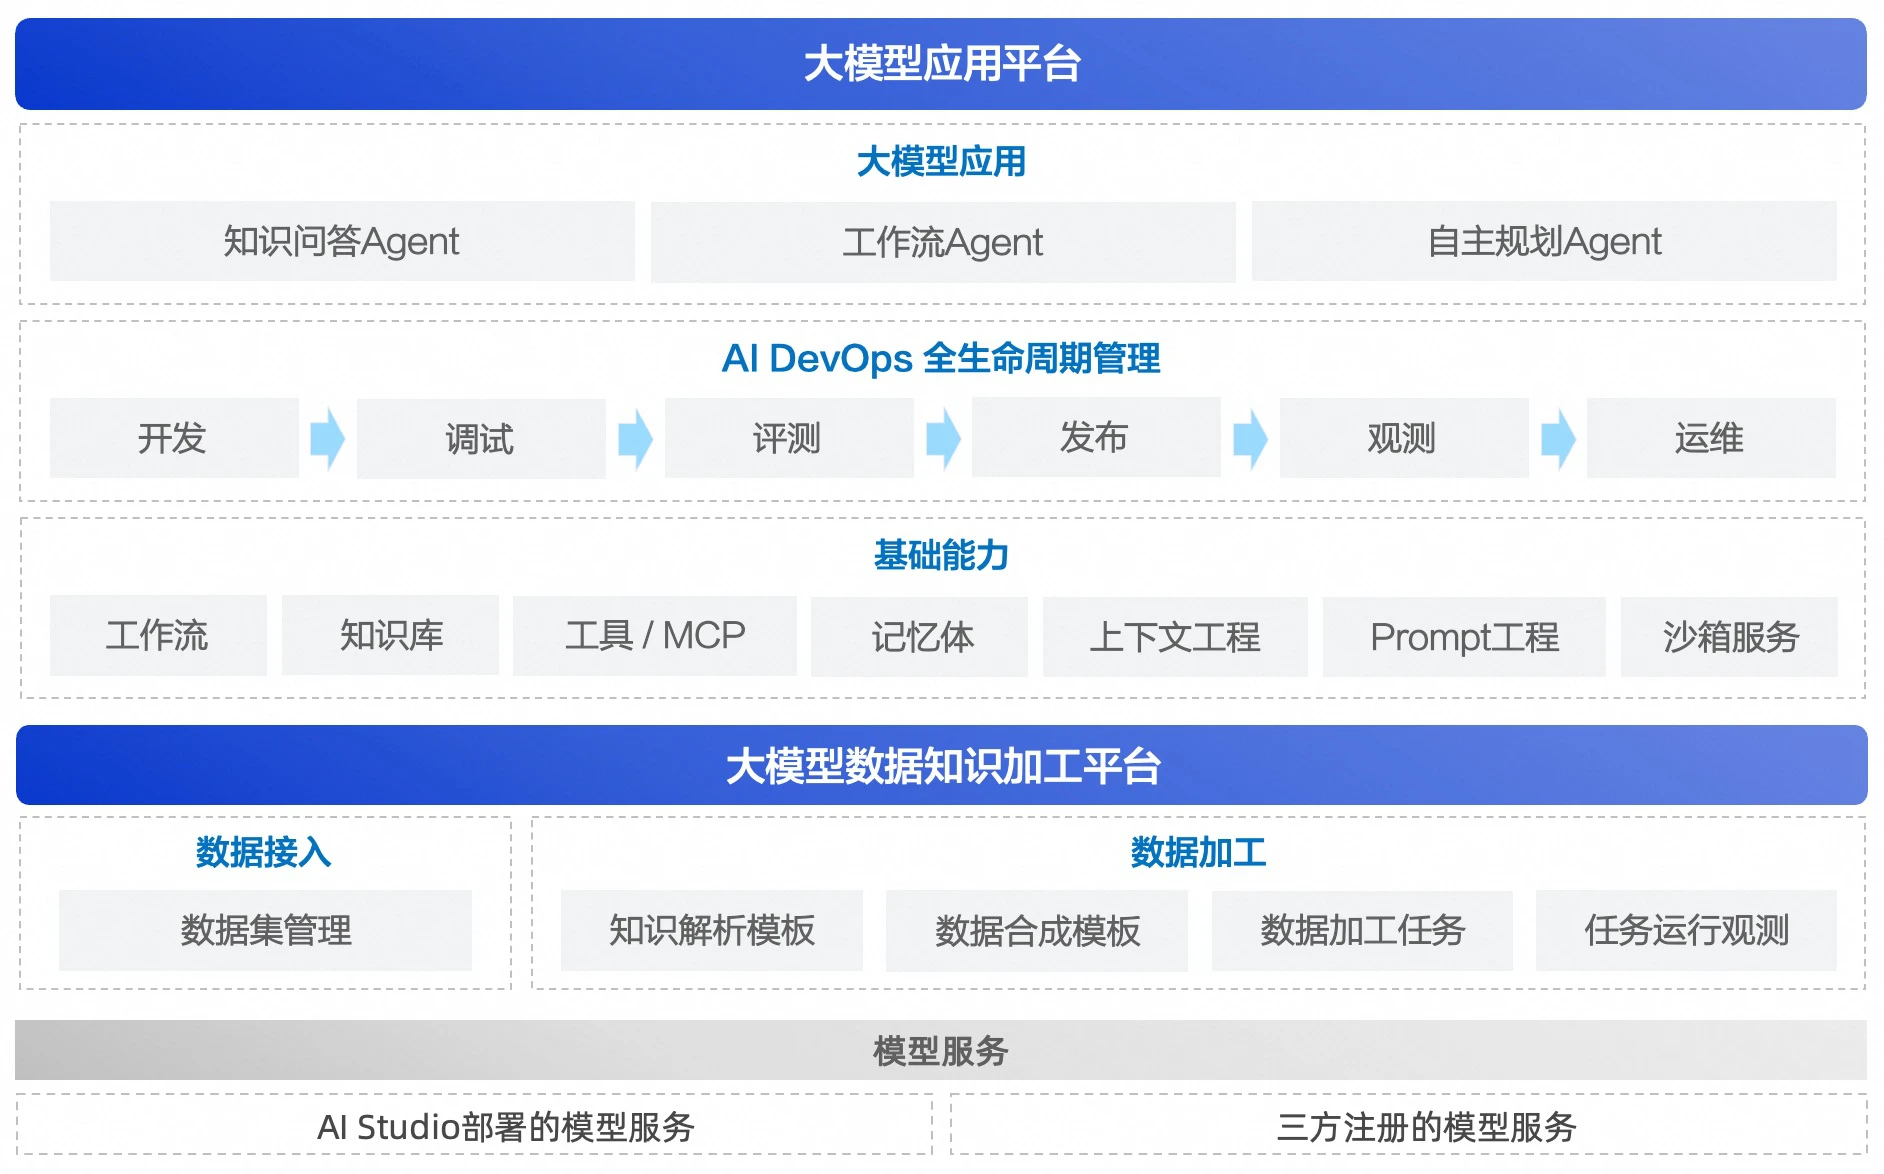 大模型应用平台
大模型应用
知识问答Agent
工作流Agent
自主规划Agent
AI DevOps 全生命周期管理
开发
调试
评测
发布
观测
运维
基础能力
工作流
知识库
工具 / MCP
记忆体
上下文工程
Prompt工程
沙箱服务
大模型数据知识加工平台
数据接入
数据加工
数据集管理
知识解析模板
数据合成模板
数据加工任务
任务运行观测
模型服务
AI Studio部署的模型服务
三方注册的模型服务